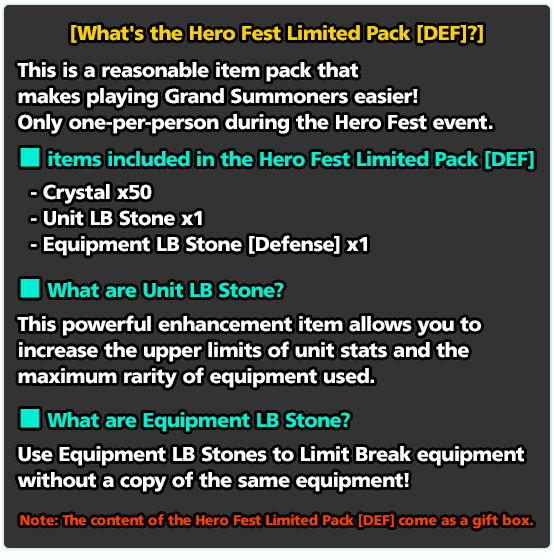 [What's the Hero Fest Limited Pack [DEF]?]
This is a reasonable item pack that
makes playing Grand Summoners easier!
Only one-per-person during the Hero Fest event.
■ items included in the Hero Fest Limited Pack [DEF]
- Crystal x50
- Unit LB Stone x1
- Equipment LB Stone [Defense] x1
■ What are Unit LB Stone?
This powerful enhancement item allows you to
increase the upper limits of unit stats and the
maximum rarity of equipment used.
■ What are Equipment LB Stone?
Use Equipment LB Stones to Limit Break equipment
without a copy of the same equipment!
Note: The content of the Hero Fest Limited Pack [DEF] come as a gift box.